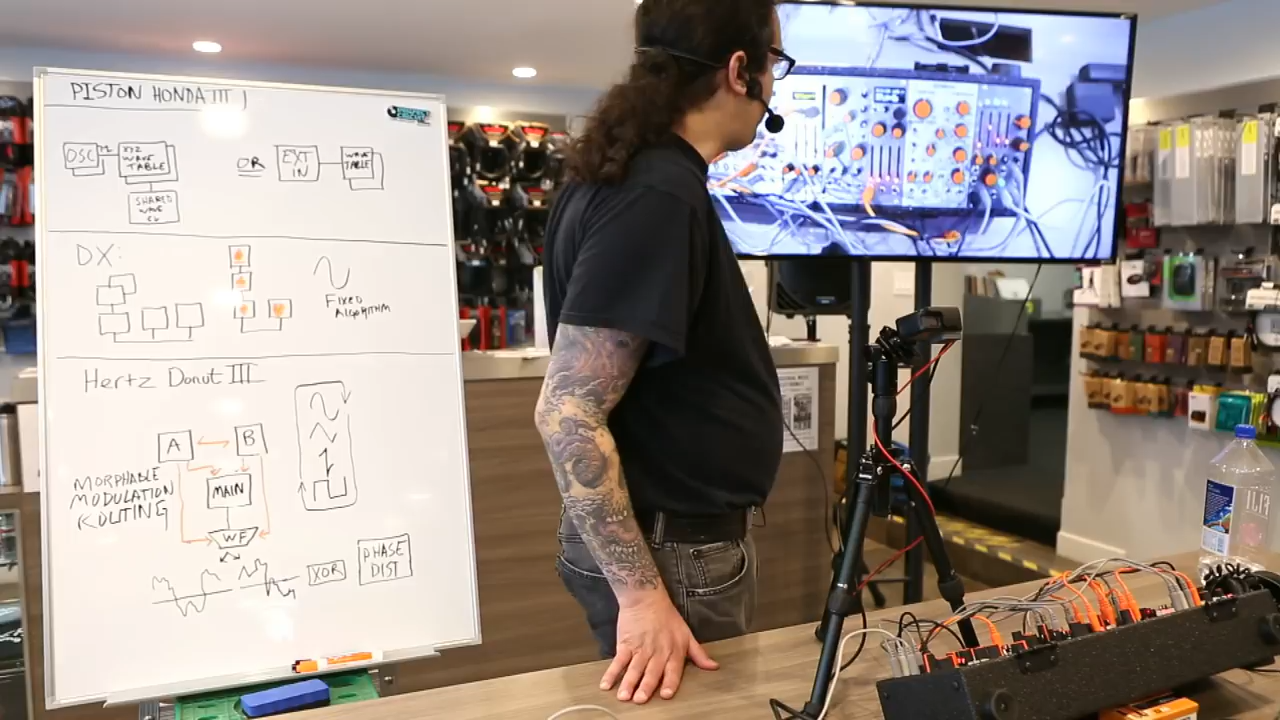 PISTON HONDA III
OSC
XYZ
WAVE
TABLE
SHARED
WAVE
OR
EXT
IN
WAVE
TABLE
DX:
FIXED
ALGORITHM
Hertz Donut III
A
B
MORPHABLE
MODULATION
ROUTING
MAIN
WF
XOR
PHASE
DIST
FIJI